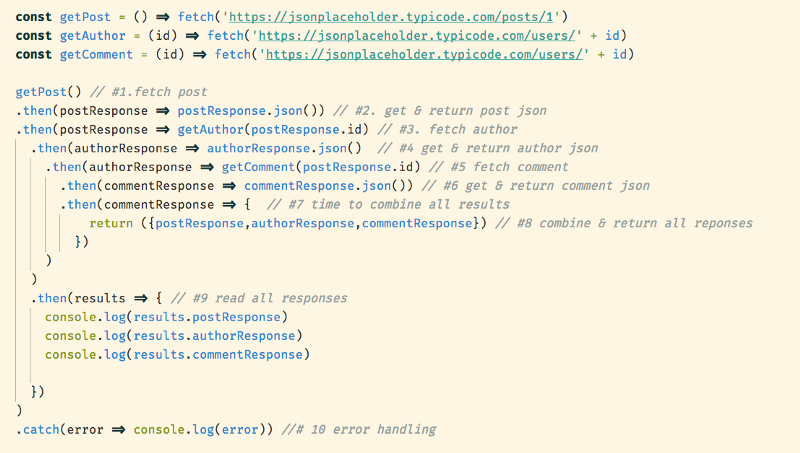 const getPost = () => fetch('https://jsonplaceholder.typicode.com/posts/1')
const getAuthor = (id) => fetch('https://jsonplaceholder.typicode.com/users/' + id)
const getComment = (id) => fetch('https://jsonplaceholder.typicode.com/users/' + id)

getPost() // #1.fetch post
.then(postResponse => postResponse.json()) // #2. get & return post json
.then(postResponse => getAuthor(postResponse.id) // #3. fetch author
  .then(authorResponse => authorResponse.json()  // #4 get & return author json
    .then(authorResponse => getComment(postResponse.id) // #5 fetch comment
      .then(commentResponse => commentResponse.json()) // #6 get & return comment json
      .then(commentResponse => {  // #7 time to combine all results
          return ({postResponse,authorResponse,commentResponse}) // #8 combine & return all reponses
        })
    )
  )
  .then(results => { // #9 read all responses
    console.log(results.postResponse)
    console.log(results.authorResponse)
    console.log(results.commentResponse)

  })
)
.catch(error => console.log(error)) //# 10 error handling